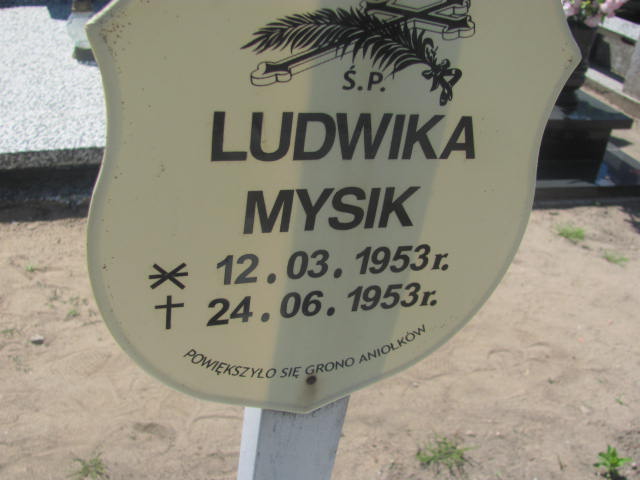 Ś.P.
LUDWIKA
MYSIK
12.03.1953r.
24.06.1953r.
POWIĘKSZYŁO SIĘ GRONO ANIOŁKÓW